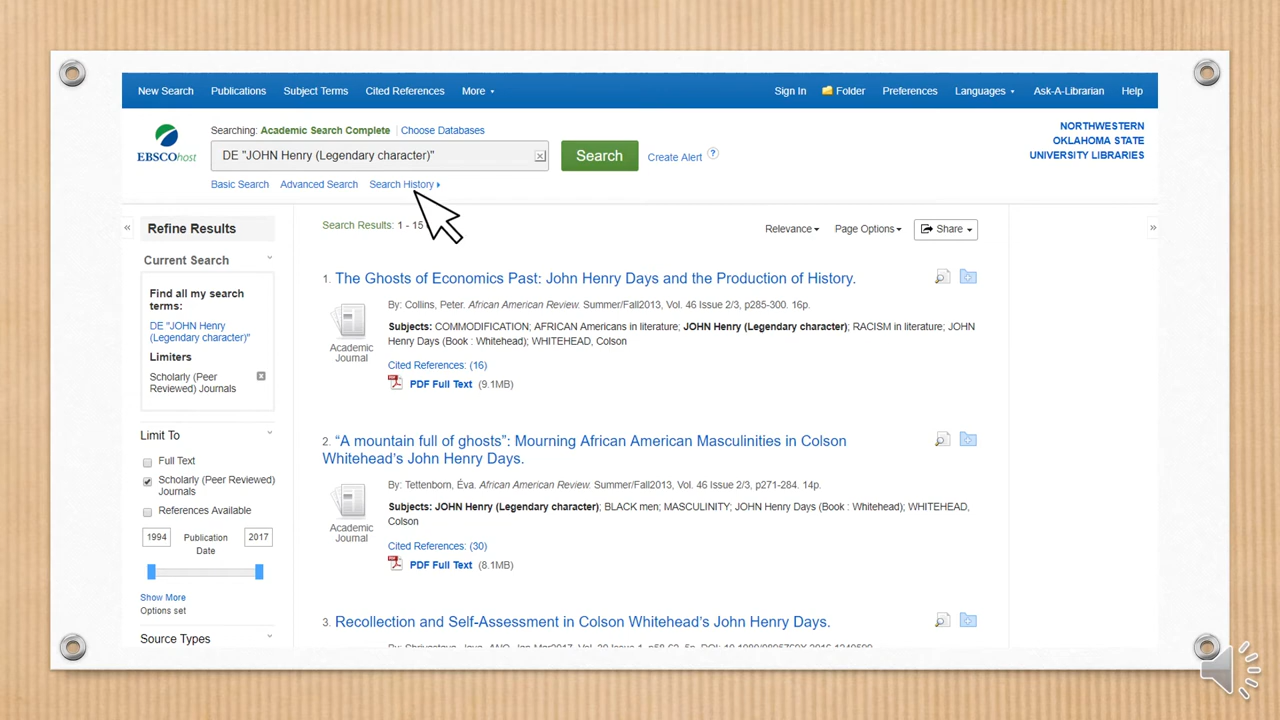 New Search Publications Subject Terms Cited References More Sign In Folder Preferences Languages Ask-A-Librarian Help
Searching: Academic Search Complete Choose Databases
DE "JOHN Henry (Legendary character)"
Search Create Alert ?
EBSCOhost
Basic Search Advanced Search Search History
NORTHWESTERN
OKLAHOMA STATE
UNIVERSITY LIBRARIES
« Refine Results
Current Search
Find all my search
terms:
DE "JOHN Henry
(Legendary character)"
Limiters
Scholarly (Peer
Reviewed) Journals
Limit To
Full Text
Scholarly (Peer Reviewed)
Journals
References Available
1994 Publication Date 2017
Show More
Options set
Source Types
Search Results: 1 - 15
Relevance Page Options Share »
1. The Ghosts of Economics Past: John Henry Days and the Production of History.
Academic
Journal
By: Collins, Peter. African American Review. Summer/Fall2013, Vol. 46 Issue 2/3, p285-300. 16p.
Subjects: COMMODIFICATION; AFRICAN Americans in literature; JOHN Henry (Legendary character); RACISM in literature; JOHN
Henry Days (Book : Whitehead); WHITEHEAD, Colson
Cited References: (16)
PDF Full Text (9.1MB)
2. “A mountain full of ghosts”: Mourning African American Masculinities in Colson
Whitehead’s John Henry Days.
Academic
Journal
By: Tettenborn, Éva. African American Review. Summer/Fall2013, Vol. 46 Issue 2/3, p271-284. 14p.
Subjects: JOHN Henry (Legendary character); BLACK men; MASCULINITY; JOHN Henry Days (Book : Whitehead); WHITEHEAD,
Colson
Cited References: (30)
PDF Full Text (8.1MB)
3. Recollection and Self-Assessment in Colson Whitehead’s John Henry Days.